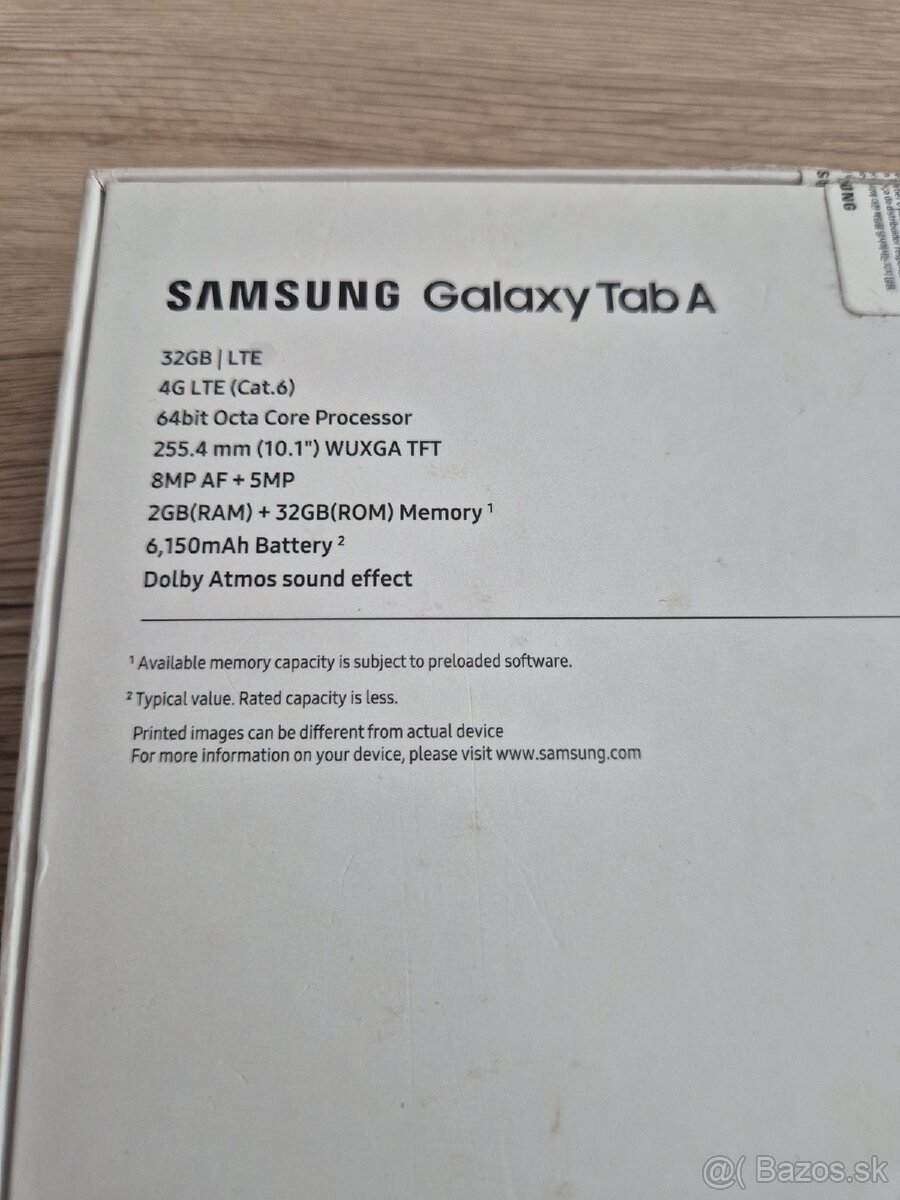 SAMSUNG Galaxy Tab A
32GB | LTE
4G LTE (Cat.6)
64bit Octa Core Processor
255.4 mm (10.1") WUXGA TFT
8MP AF + 5MP
2GB(RAM) + 32GB(ROM) Memory ¹
6,150mAh Battery ²
Dolby Atmos sound effect
¹ Available memory capacity is subject to preloaded software.
² Typical value. Rated capacity is less.
Printed images can be different from actual device
For more information on your device, please visit www.samsung.com
@( Bazos.sk